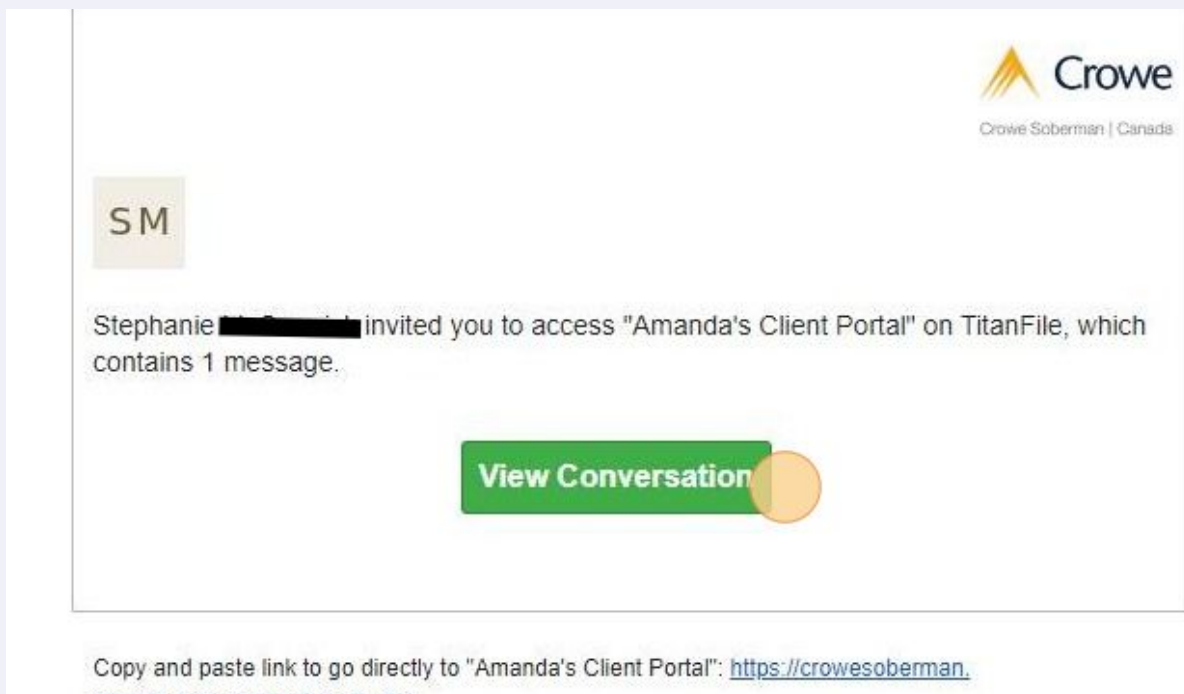 Crowe
Crowe Soberman | Canada
SM
Stephanie invited you to access "Amanda's Client Portal" on TitanFile, which
contains 1 message.
View Conversation
Copy and paste link to go directly to "Amanda's Client Portal": https://crowesoberman.